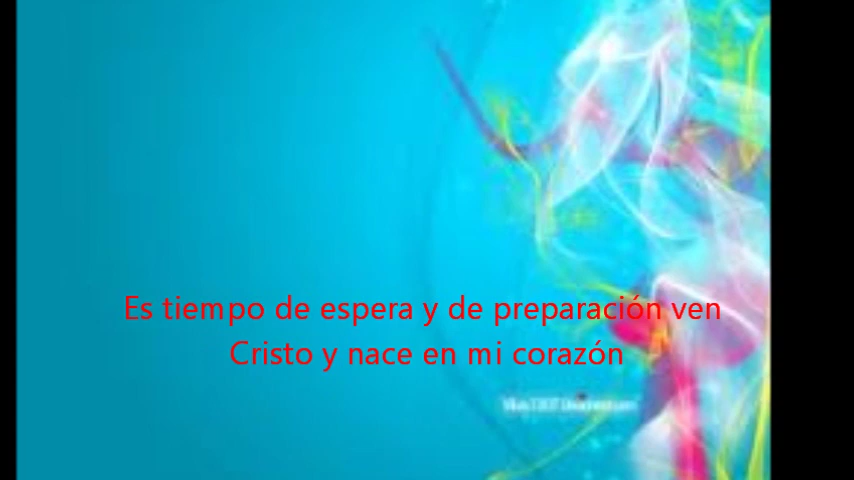 Es tiempo de espera y de preparación ven
Cristo y nace en mi corazón